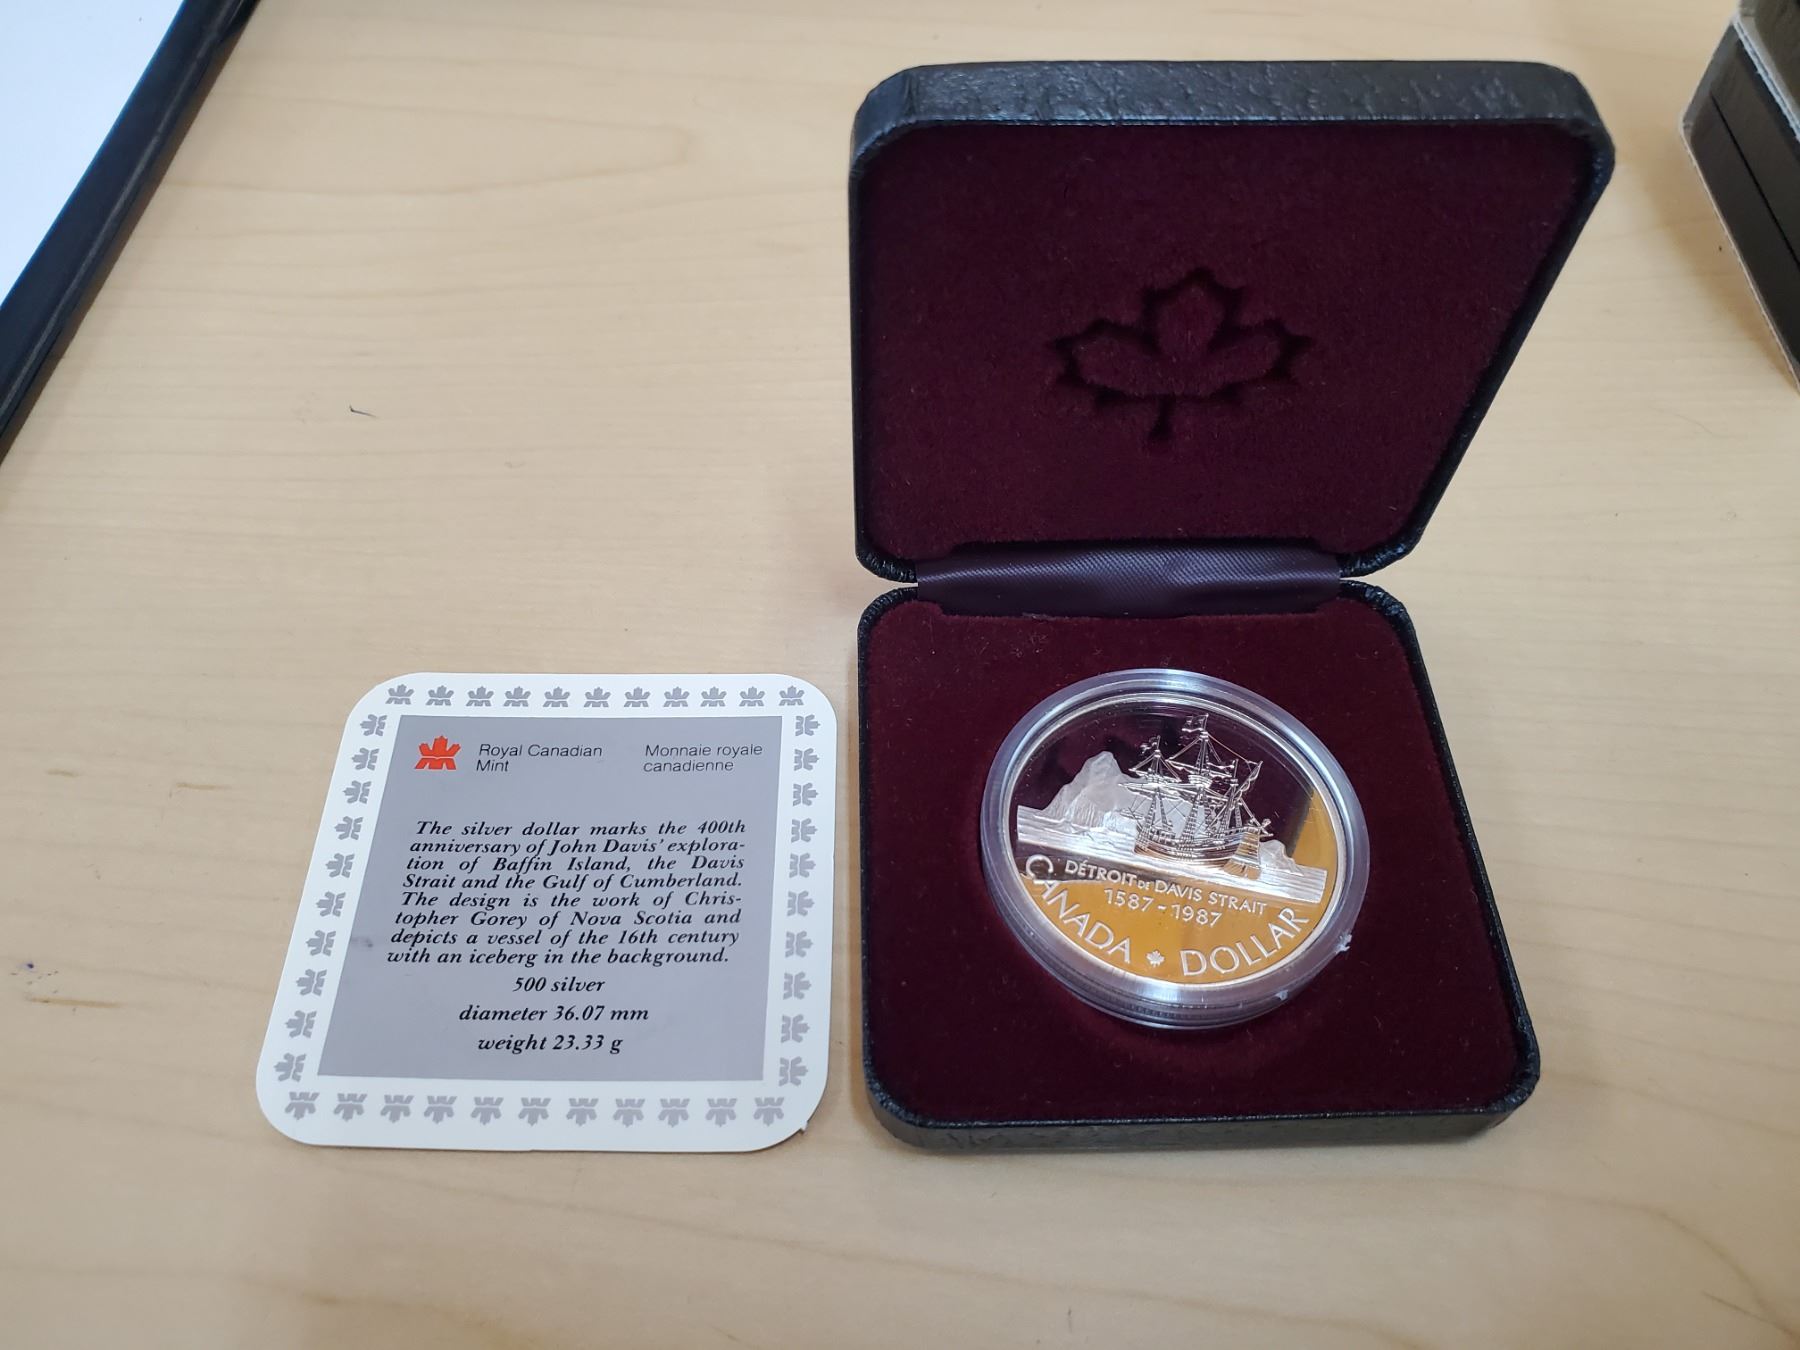 Royal Canadian
Mint
Monnaie royale
canadienne
The silver dollar marks the 400th
anniversary of John Davis' explora-
tion of Baffin Island, the Davis
Strait and the Gulf of Cumberland.
The design is the work of Chris-
topher Gorey of Nova Scotia and
depicts a vessel of the 16th century
with an iceberg in the background.
500 silver
diameter 36.07 mm
weight 23.33 g
DÉTROIT DE DAVIS STRAIT
1587-1987
CANADA DOLLAR